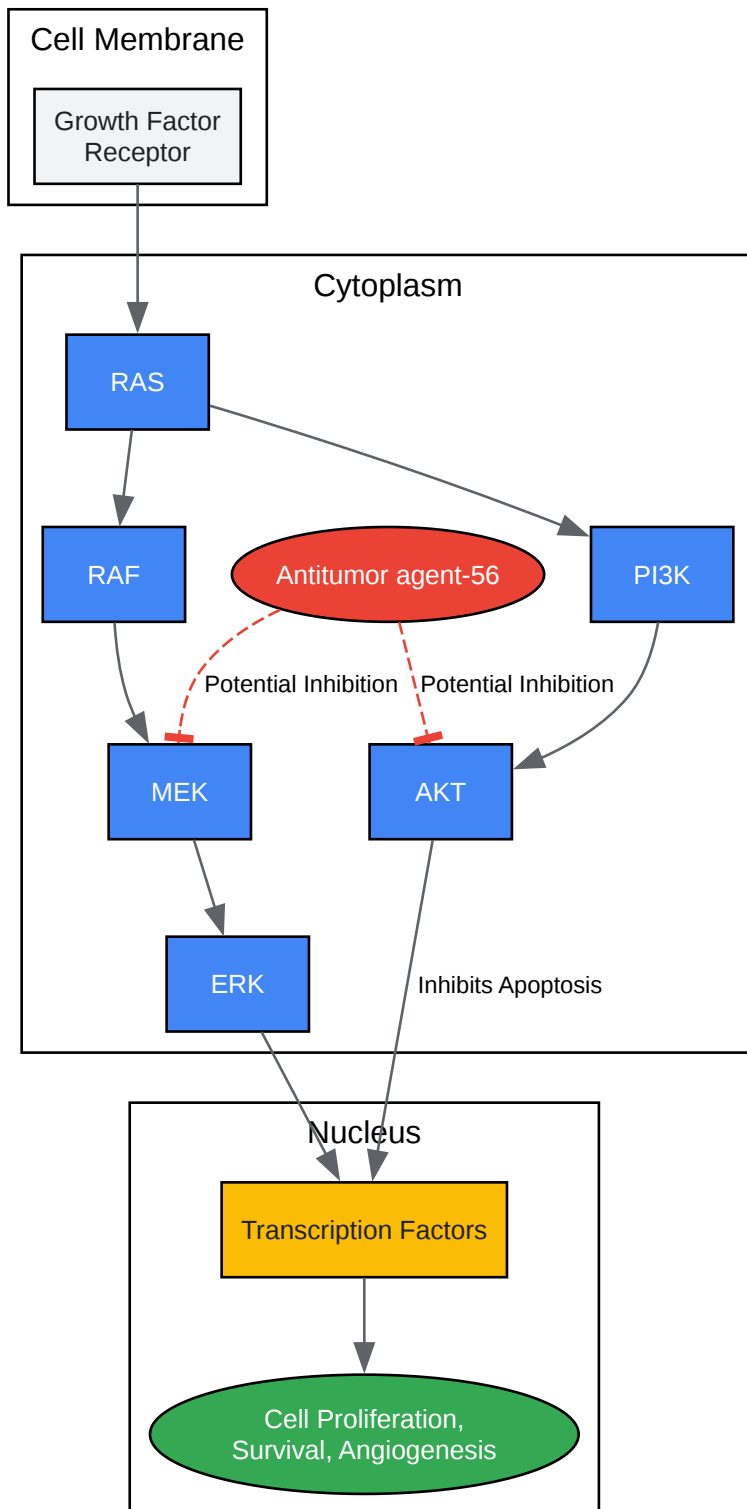 Cell Membrane
Growth Factor
Receptor
Cytoplasm
RAS
RAF
Antitumor agent-56
PI3K
Potential Inhibition
Potential Inhibition
MEK
AKT
ERK
Inhibits Apoptosis
Nucleus
Transcription Factors
Cell Proliferation,
Survival, Angiogenesis